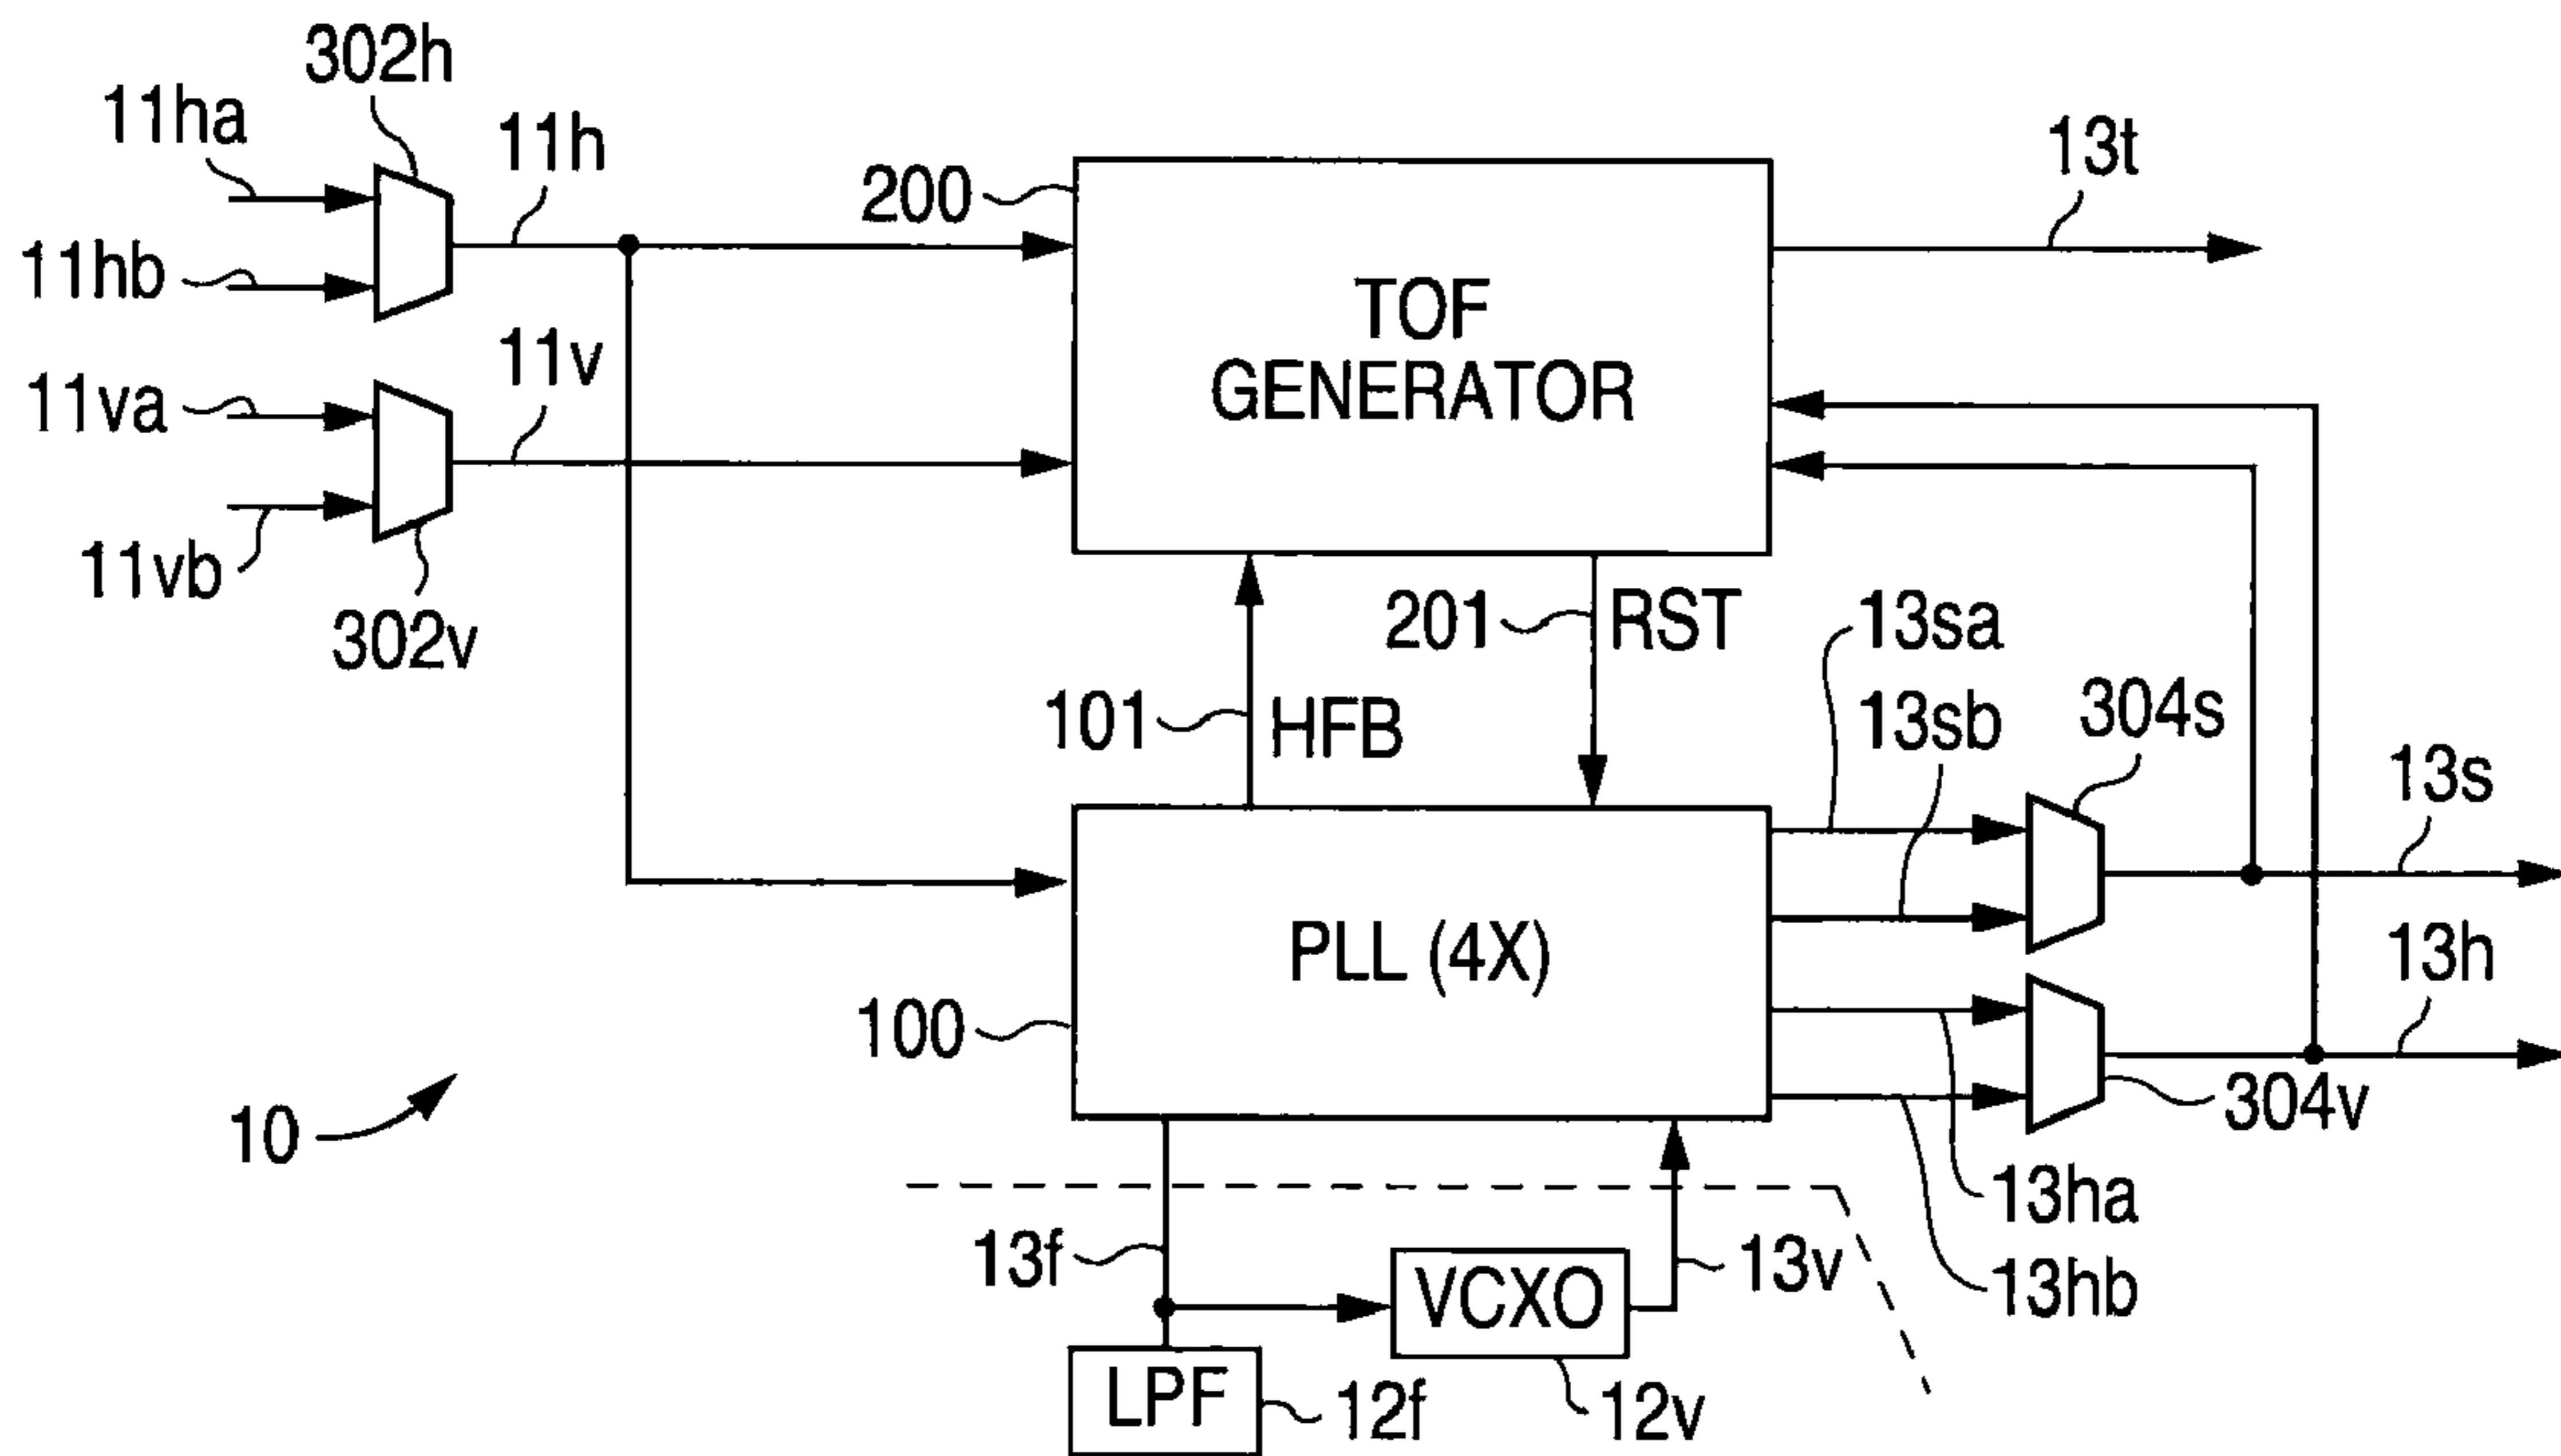 302h
11ha
11h
13t
200
11hb
TOF
GENERATOR
11va
11v
11vb
302v
201
RST
13sa
101
HFB
13sb
304s
13s
PLL (4X)
13h
100
304v
10
13ha
13f
VCXO
13v
13hb
LPF
12f
12v